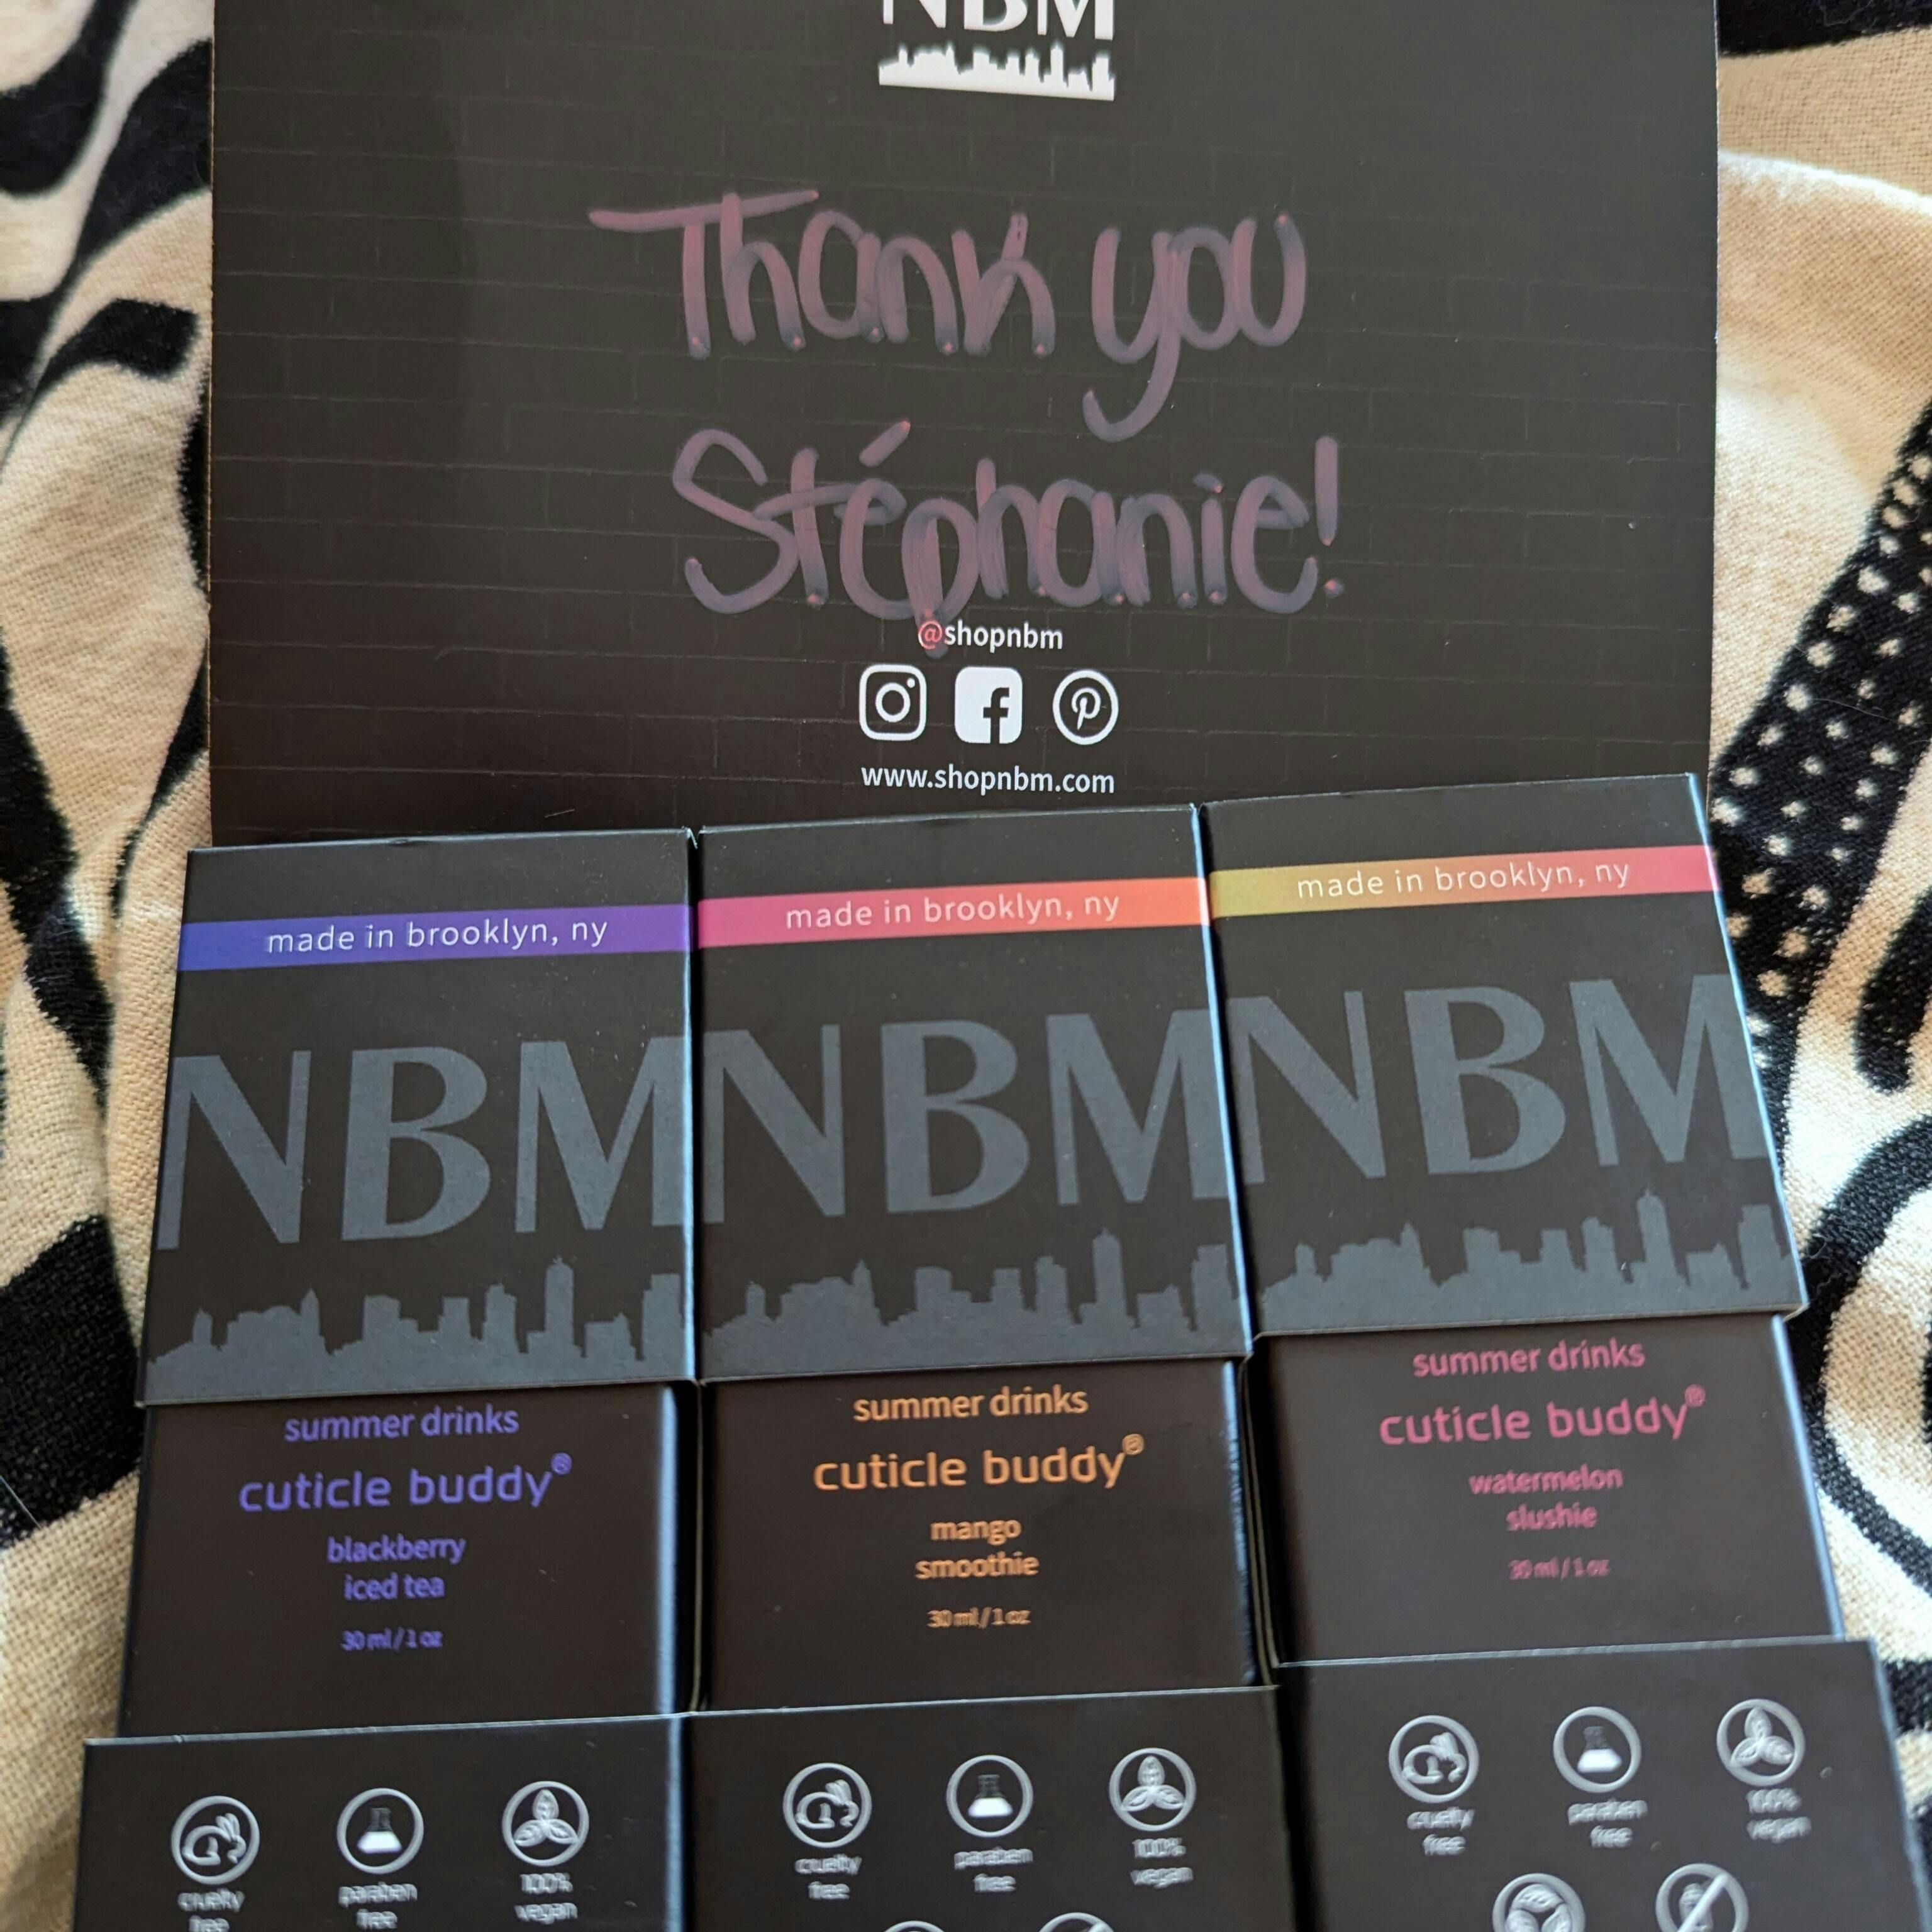 NBM
Thank you
Stéphanie!
@shopnbm
www.shopnbm.com
made in brooklyn, ny
NBM
summer drinks
cuticle buddy®
blackberry
iced tea
30 ml / 1 oz
cruelty
free
paraben
free
100%
vegan
made in brooklyn, ny
NBM
summer drinks
cuticle buddy®
mango
smoothie
30 ml / 1 oz
cruelty
free
paraben
free
100%
vegan
made in brooklyn, ny
NBM
summer drinks
cuticle buddy®
watermelon
slushie
30 ml / 1 oz
cruelty
free
paraben
free
100%
vegan